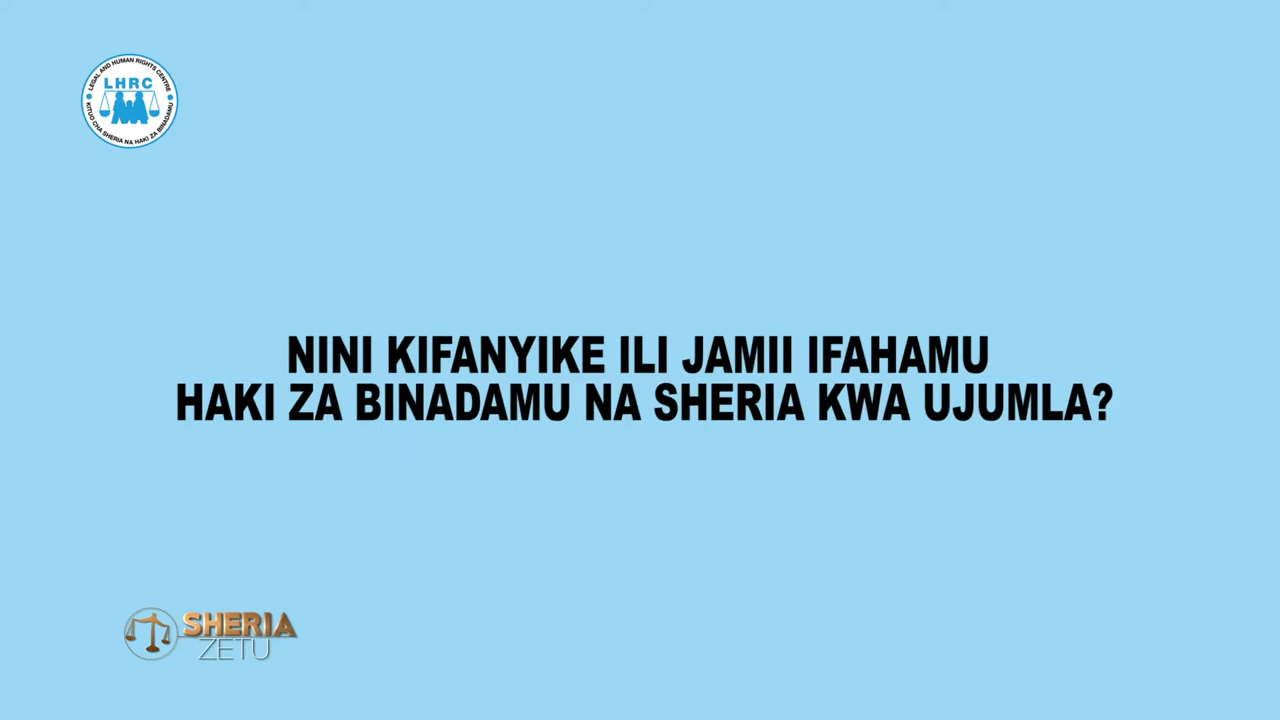 LEGAL AND HUMAN RIGHTS CENTRE
LHRC
KITUO CHA SHERIA NA HAKI ZA BINADAMU
NINI KIFANYIKE ILI JAMII IFAHAMU
HAKI ZA BINADAMU NA SHERIA KWA UJUMLA?
SHERIA
ZETU